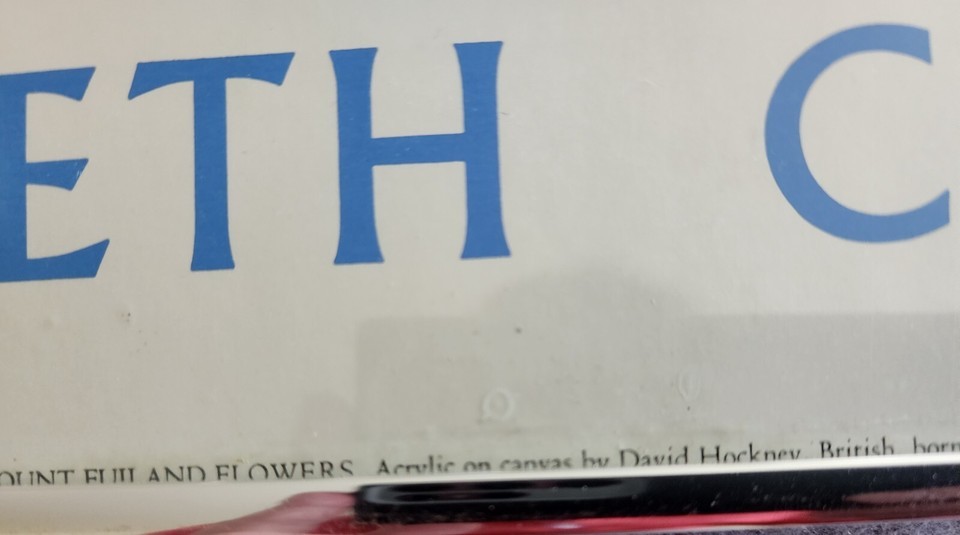 ETH C
OUNT FUJI AND FLOWERS Acrylic on canvas by David Hockney, British, born